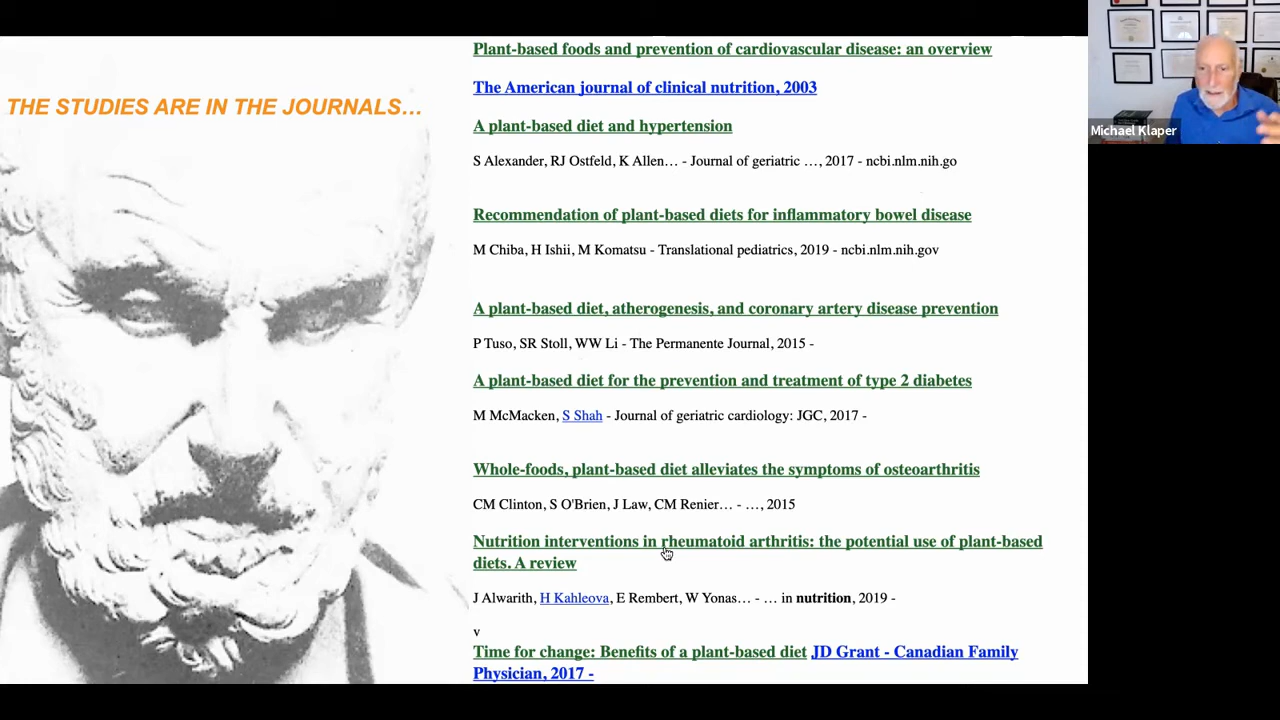 THE STUDIES ARE IN THE JOURNALS...
Plant-based foods and prevention of cardiovascular disease: an overview
The American journal of clinical nutrition, 2003
A plant-based diet and hypertension
S Alexander, RJ Ostfeld, K Allen… - Journal of geriatric …, 2017 - ncbi.nlm.nih.go
Recommendation of plant-based diets for inflammatory bowel disease
M Chiba, H Ishii, M Komatsu - Translational pediatrics, 2019 - ncbi.nlm.nih.gov
A plant-based diet, atherogenesis, and coronary artery disease prevention
P Tuso, SR Stoll, WW Li - The Permanente Journal, 2015 -
A plant-based diet for the prevention and treatment of type 2 diabetes
M McMacken, S Shah - Journal of geriatric cardiology: JGC, 2017 -
Whole-foods, plant-based diet alleviates the symptoms of osteoarthritis
CM Clinton, S O'Brien, J Law, CM Renier… - …, 2015
Nutrition interventions in rheumatoid arthritis: the potential use of plant-based
diets. A review
J Alwarith, H Kahleova, E Rembert, W Yonas… - … in nutrition, 2019 -
v
Time for change: Benefits of a plant-based diet JD Grant - Canadian Family
Physician, 2017 -
Michael Klaper